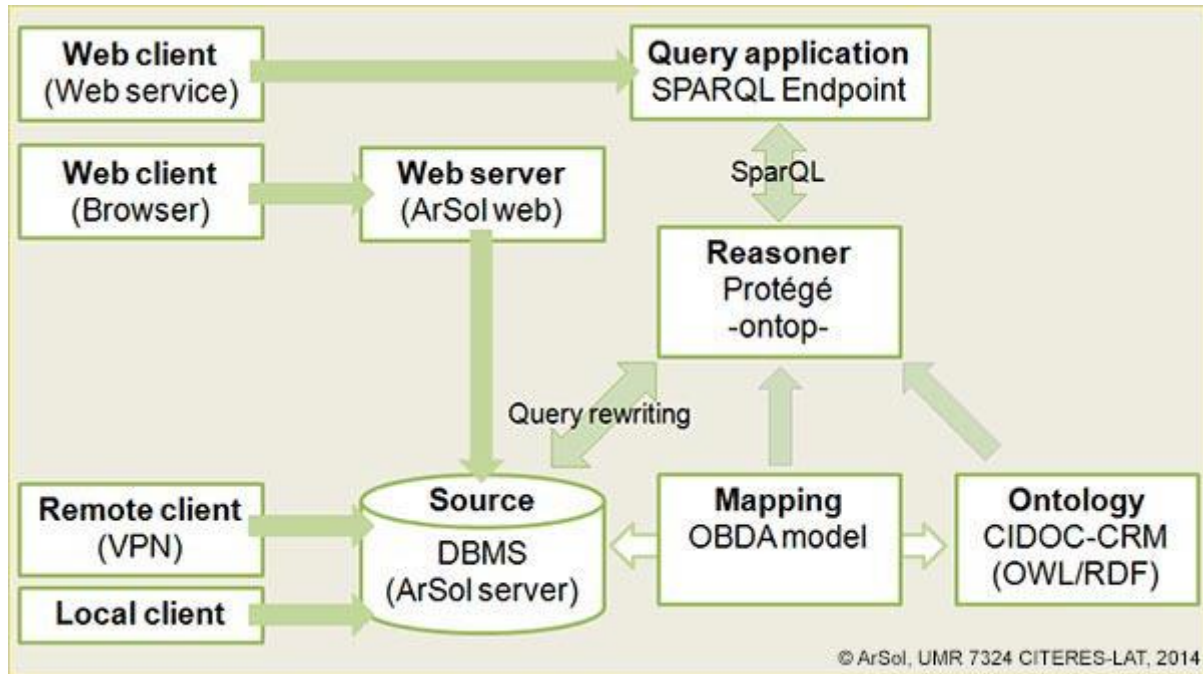 Web client
(Web service)
Query application
SPARQL Endpoint
Web client
(Browser)
Web server
(ArSol web)
SparQL
Reasoner
Protégé
-ontop-
Query rewriting
Remote client
(VPN)
Local client
Source
DBMS
(ArSol server)
Mapping
OBDA model
Ontology
CIDOC-CRM
(OWL/RDF)
© ArSol, UMR 7324 CITERES-LAT, 2014